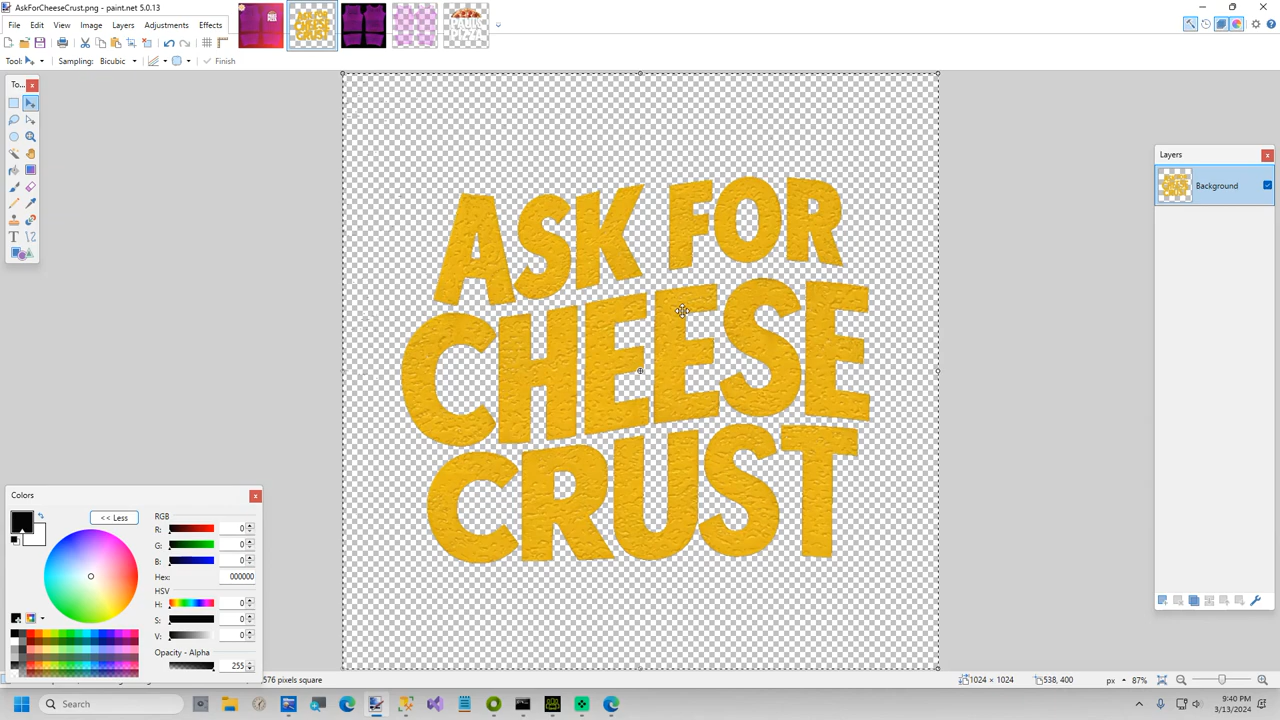 AskForCheeseCrust.png - paint.net 5.0.13
File Edit View Image Layers Adjustments Effects
Tool: Sampling: Bicubic Finish
To...
Layers
Background
ASK FOR
CHEESE
CRUST
Colors
<< Less
RGB
R: 0
G: 0
B: 0
Hex: 000000
HSV
H: 0
S: 0
V: 0
Opacity - Alpha
255
576 pixels square
1024 × 1024
538, 400
px
87%
Search
9:40 PM
3/13/2024